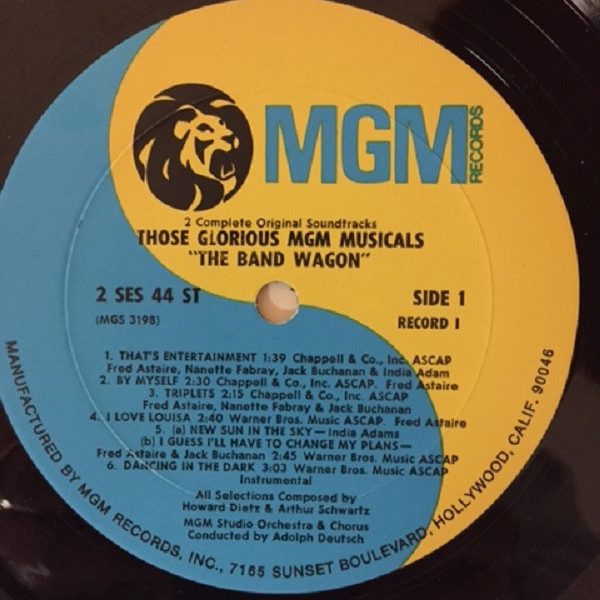 MGM
RECORDS
2 Complete Original Soundtracks
THOSE GLORIOUS MGM MUSICALS
"THE BAND WAGON"
2 SES 44 ST
SIDE 1
(MGS 3198)
RECORD I
1. THAT'S ENTERTAINMENT 1:39 Chappell & Co., Inc. ASCAP
Fred Astaire, Nanette Fabray, Jack Buchanan & India Adam
2. BY MYSELF 2:30 Chappell & Co., Inc. ASCAP. Fred Astaire
3. TRIPLETS 2:15 Chappell & Co., Inc. ASCAP
Fred Astaire, Nanette Fabray & Jack Buchanan
4. I LOVE LOUISA 2:40 Warner Bros. Music ASCAP. Fred Astaire
5. (a) NEW SUN IN THE SKY—India Adams
(b) I GUESS I'LL HAVE TO CHANGE MY PLANS—
Fred Astaire & Jack Buchanan 2:45 Warner Bros. Music ASCAP
6. DANCING IN THE DARK 3:03 Warner Bros. Music ASCAP
Instrumental
All Selections Composed by
Howard Dietz & Arthur Schwartz
MGM Studio Orchestra & Chorus
Conducted by Adolph Deutsch
MANUFACTURED BY MGM RECORDS, INC., 7165 SUNSET BOULEVARD, HOLLYWOOD, CALIF. 90046